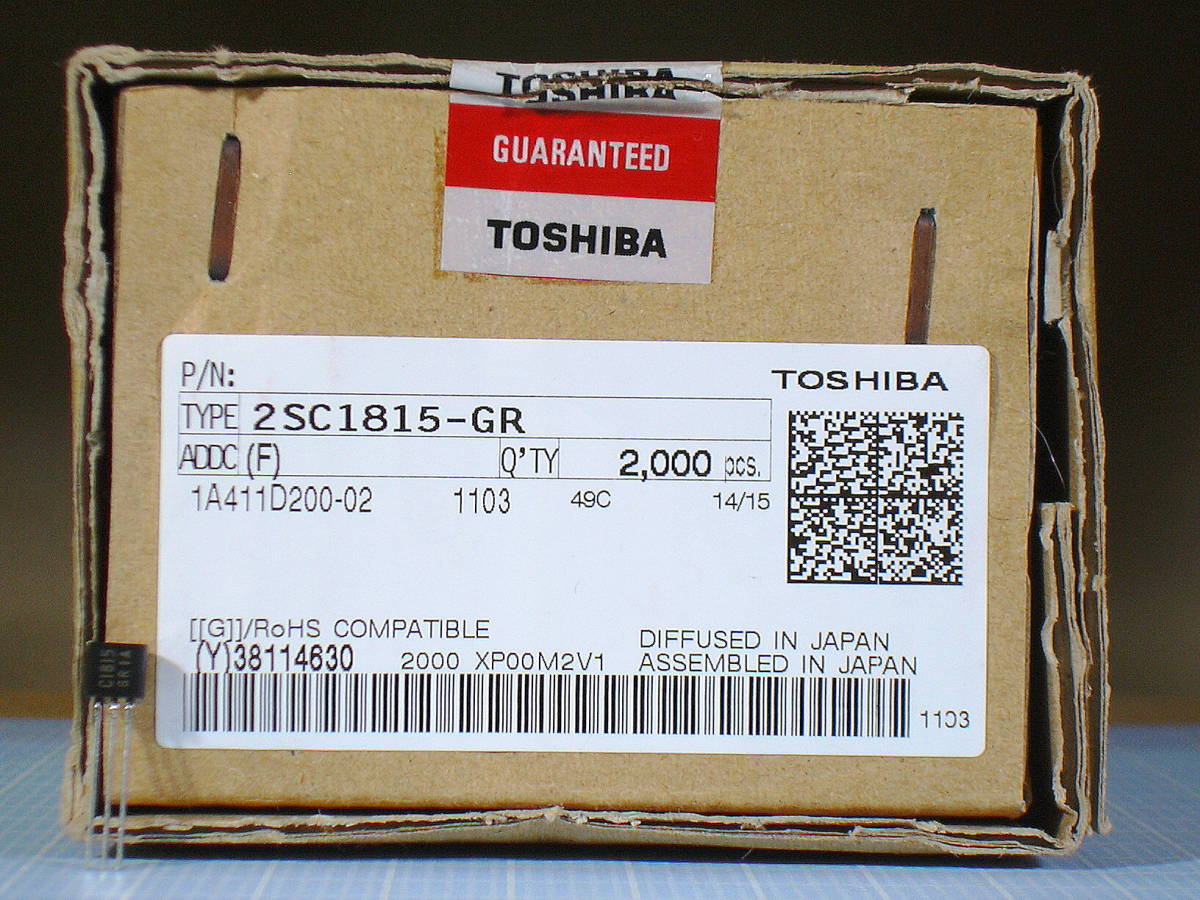 TOSHIBA
GUARANTEED
TOSHIBA
P/N:
TOSHIBA
TYPE 2SC1815-GR
ADDC (F) Q'TY 2,000 pcs.
1A411D200-02 1103 49C 14/15
[[G]]/RoHS COMPATIBLE
DIFFUSED IN JAPAN
(Y)38114630 2000 XP00M2V1 ASSEMBLED IN JAPAN
1103
C1815
GR1A